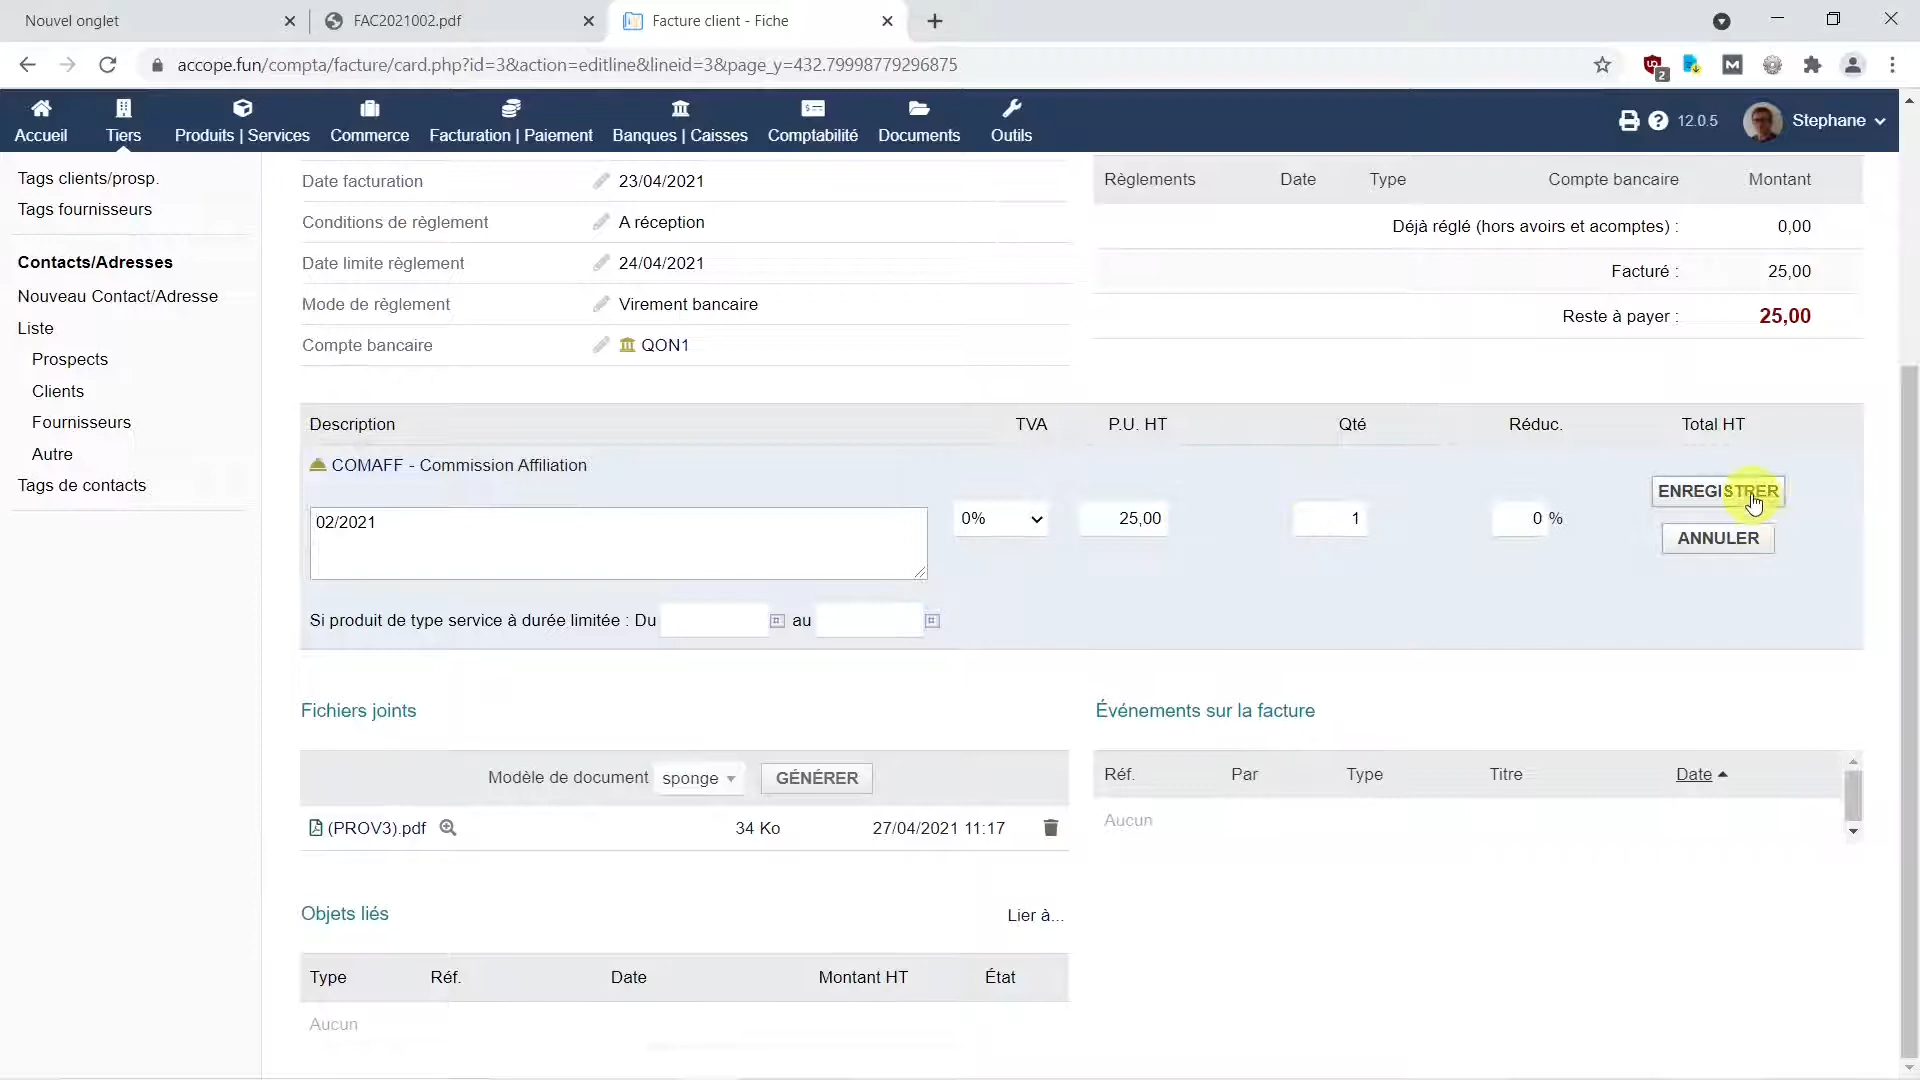 Nouvel onglet
FAC2021002.pdf
Facture client - Fiche
accope.fun/compta/facture/card.php?id=3&action=editline&lineid=3&page_y=432.79998779296875
2
Accueil
Tiers
Produits | Services
Commerce
Facturation | Paiement
Banques | Caisses
Comptabilité
Documents
Outils
12.0.5
Stephane
Tags clients/prosp.
Tags fournisseurs
Contacts/Adresses
Nouveau Contact/Adresse
Liste
Prospects
Clients
Fournisseurs
Autre
Tags de contacts
Date facturation 23/04/2021
Conditions de règlement A réception
Date limite règlement 24/04/2021
Mode de règlement Virement bancaire
Compte bancaire QON1
Règlements Date Type Compte bancaire Montant
Déjà réglé (hors avoirs et acomptes) : 0,00
Facturé : 25,00
Reste à payer : 25,00
Description TVA P.U. HT Qté Réduc. Total HT
COMAFF - Commission Affiliation
02/2021 0% 25,00 1 0 %
ENREGISTRER
ANNULER
Si produit de type service à durée limitée : Du au
Fichiers joints
Modèle de document sponge GÉNÉRER
(PROV3).pdf 34 Ko 27/04/2021 11:17
Événements sur la facture
Réf. Par Type Titre Date
Aucun
Objets liés Lier à...
Type Réf. Date Montant HT État
Aucun